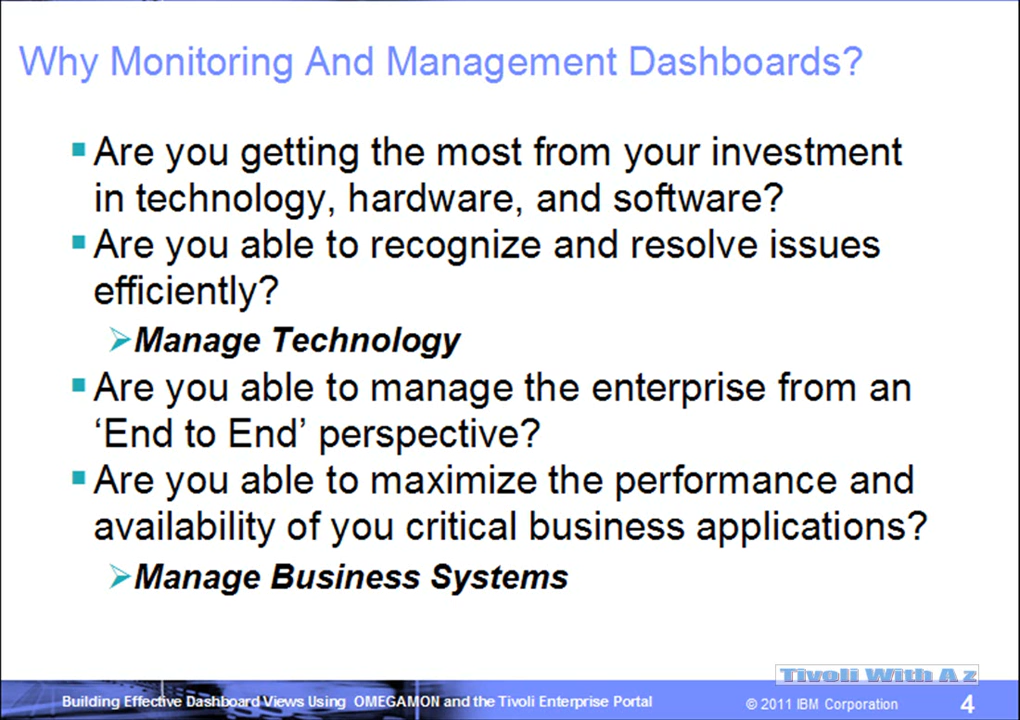 Why Monitoring And Management Dashboards?
Are you getting the most from your investment
in technology, hardware, and software?
Are you able to recognize and resolve issues
efficiently?
Manage Technology
Are you able to manage the enterprise from an
‘End to End’ perspective?
Are you able to maximize the performance and
availability of you critical business applications?
Manage Business Systems
Tivoli With A z
Building Effective Dashboard Views Using OMEGAMON and the Tivoli Enterprise Portal
© 2011 IBM Corporation
4